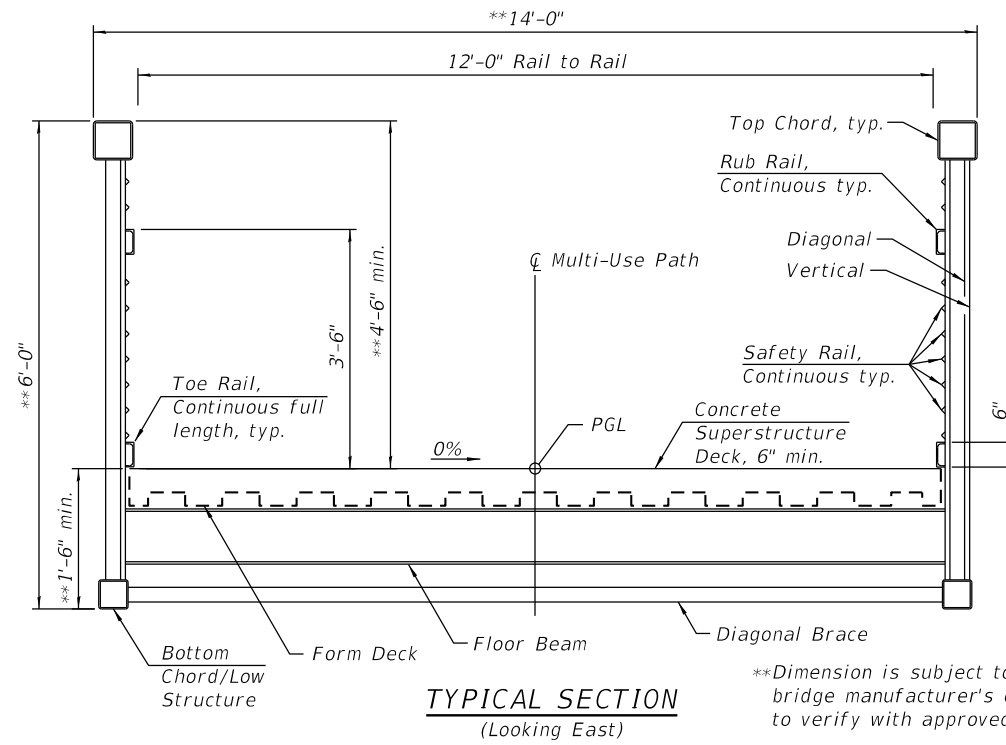 **14'-0"
12'-0" Rail to Rail
Top Chord, typ.
Rub Rail,
Continuous typ.
Diagonal
Vertical
℄ Multi-Use Path
**6'-0"
3'-6"
**4'-6" min.
Safety Rail,
Continuous typ.
Toe Rail,
Continuous full
length, typ.
6"
0%
PGL
Concrete
Superstructure
Deck, 6" min.
**1'-6" min.
Bottom
Chord/Low
Structure
Form Deck
Floor Beam
Diagonal Brace
TYPICAL SECTION
(Looking East)
**Dimension is subject to
bridge manufacturer's
to verify with approved